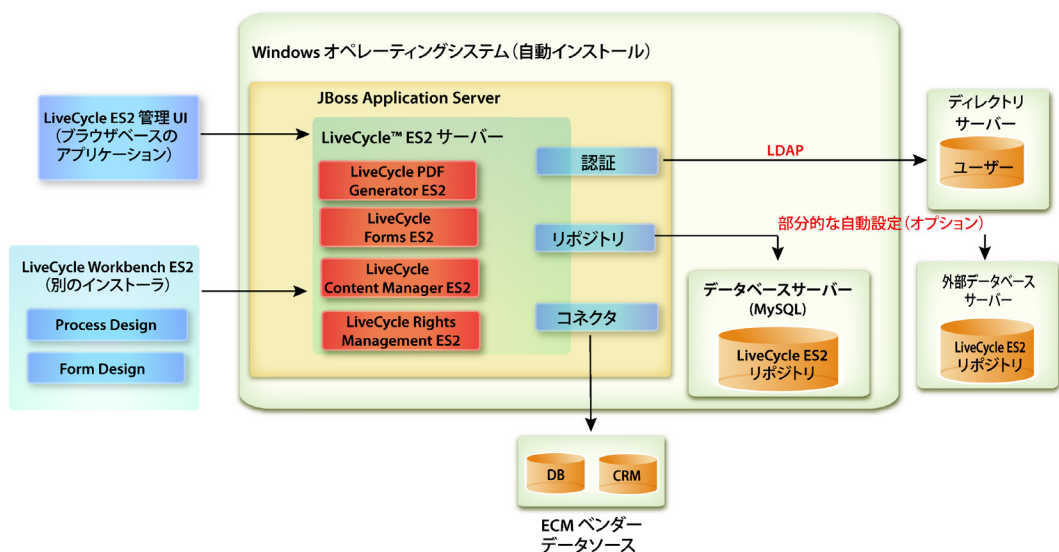 Windows オペレーティングシステム（自動インストール）
JBoss Application Server
LiveCycle ES2 管理 UI
（ブラウザベースの
アプリケーション）
LiveCycle™ ES2 サーバー
LiveCycle PDF
Generator ES2
LiveCycle
Forms ES2
LiveCycle
Content Manager ES2
LiveCycle Rights
Management ES2
認証
リポジトリ
コネクタ
LDAP
ディレクトリ
サーバー
ユーザー
部分的な自動設定（オプション）
LiveCycle Workbench ES2
（別のインストーラ）
Process Design
Form Design
データベースサーバー
(MySQL)
LiveCycle ES2
リポジトリ
外部データベース
サーバー
LiveCycle ES2
リポジトリ
DB
CRM
ECM ベンダー
データソース